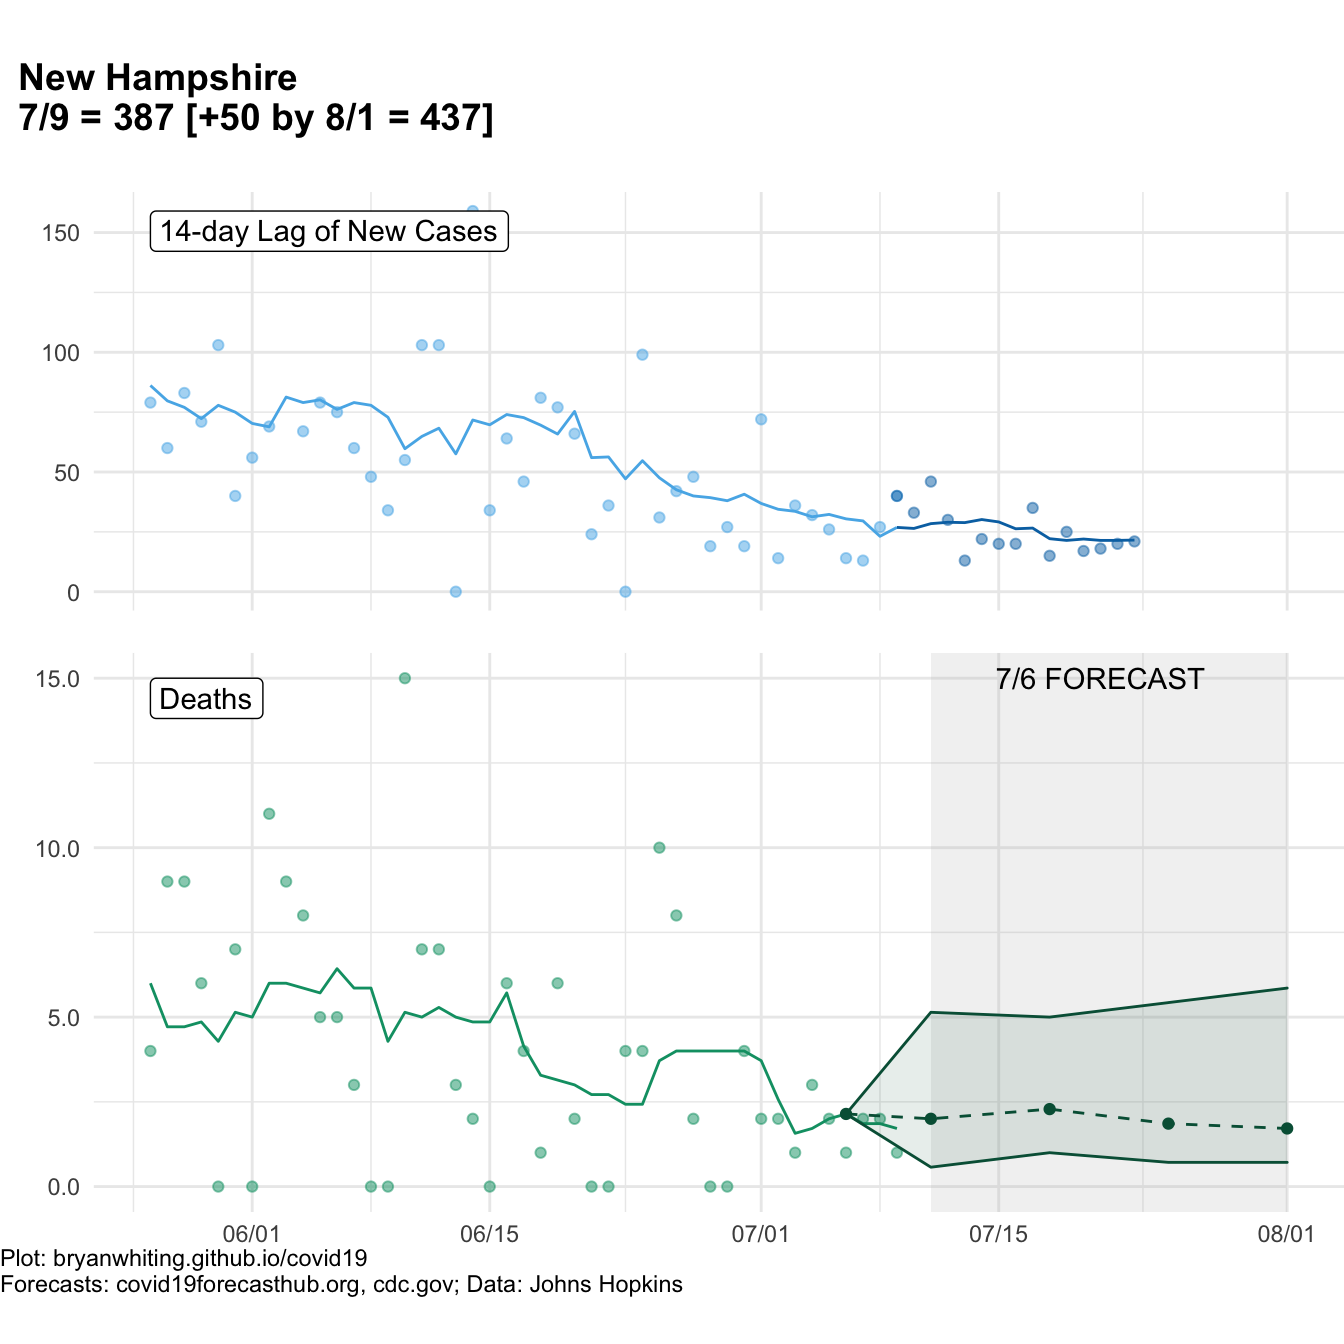 New Hampshire
7/9 = 387 [+50 by 8/1 = 437]
14-day Lag of New Cases
150
100
50
0
Deaths
7/6 FORECAST
15.0
10.0
5.0
0.0
06/01 06/15 07/01 07/15 08/01
Plot: bryanwhiting.github.io/covid19
Forecasts: covid19forecasthub.org, cdc.gov; Data: Johns Hopkins